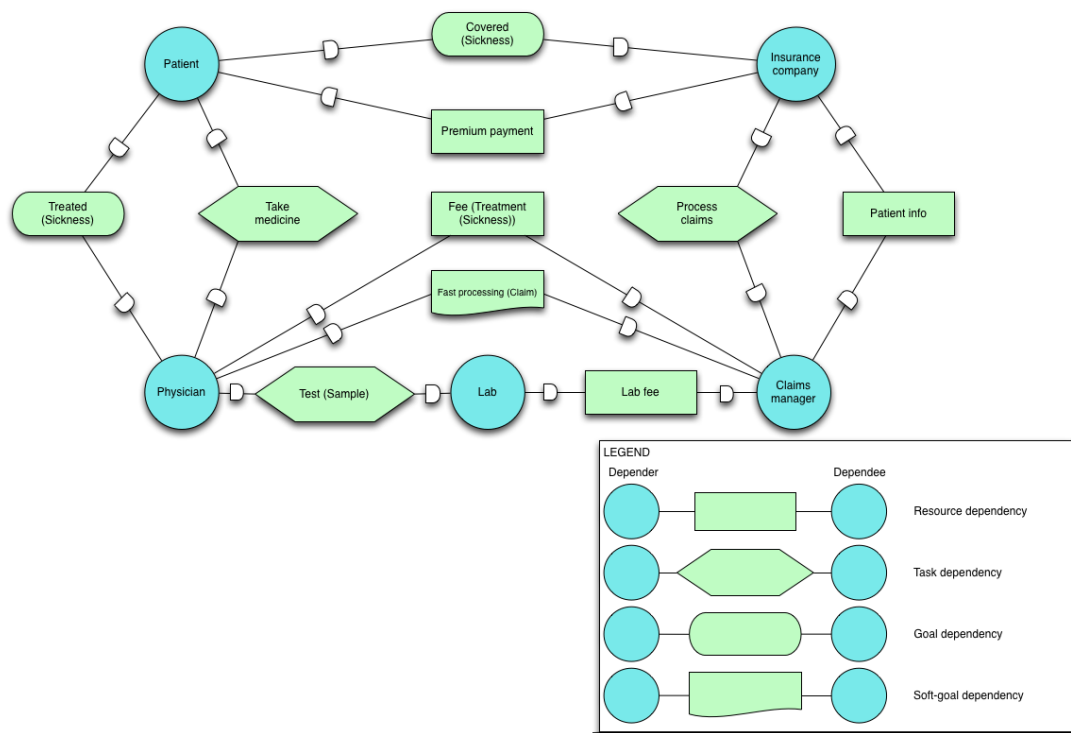 Covered
(Sickness)
Patient
Insurance
company
Premium payment
Treated
(Sickness)
Take
medicine
Fee (Treatment
(Sickness))
Process
claims
Patient info
Fast processing (Claim)
Physician
Test (Sample)
Lab
Lab fee
Claims
manager
LEGEND
Depender
Dependee
Resource dependency
Task dependency
Goal dependency
Soft-goal dependency